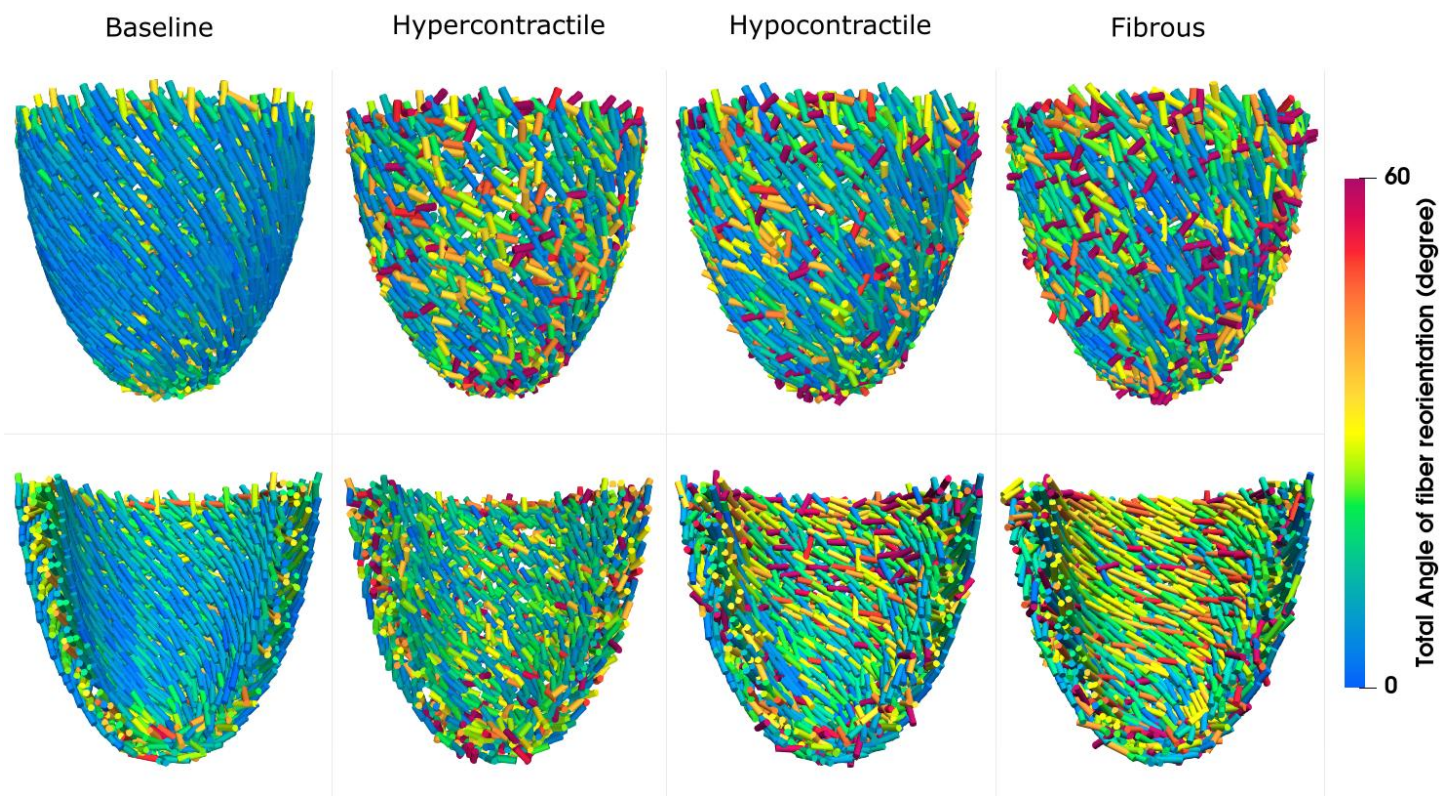 Baseline
Hypercontractile
Hypocontractile
Fibrous
60
0
Total Angle of fiber reorientation (degree)